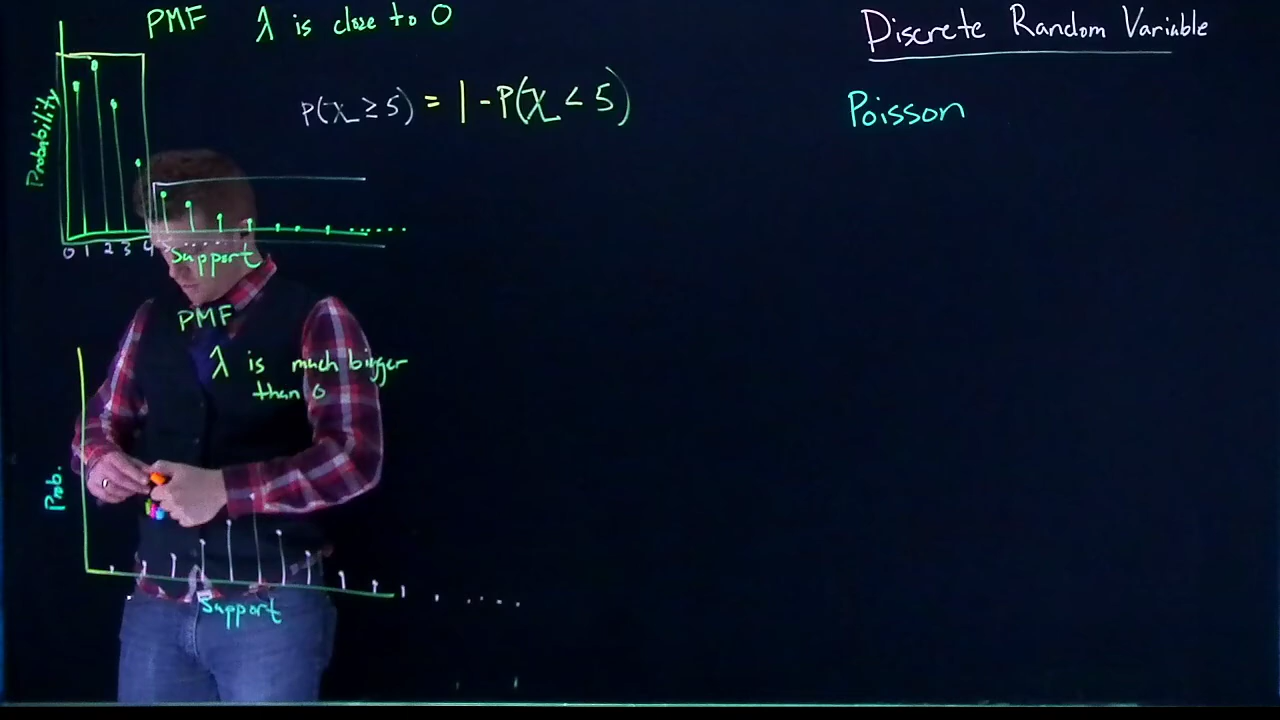 PMF λ is close to 0
Discrete Random Variable
Poisson
P(X ≥ 5) = 1 - P(X < 5)
Probability
0 1 2 3 4 5 .....
Support
PMF
λ is much bigger
than 0
Prob.
Support